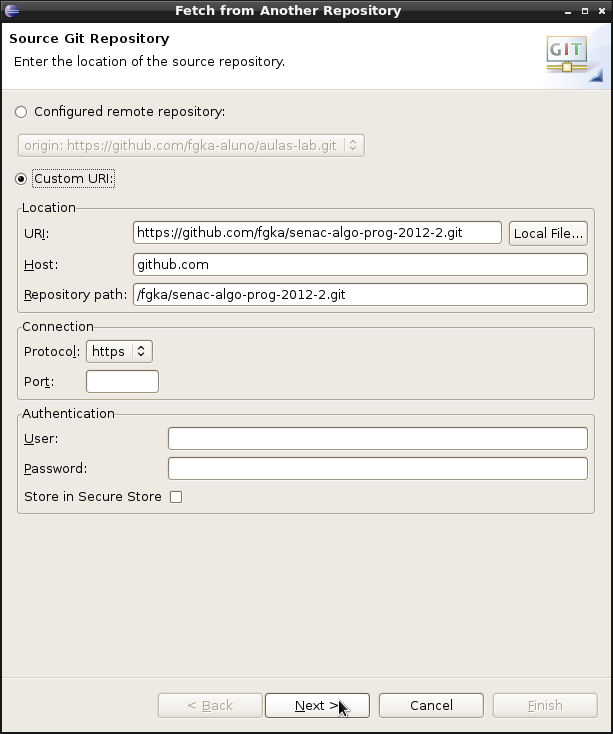 Fetch from Another Repository
Source Git Repository
Enter the location of the source repository.
GIT
Configured remote repository:
origin: https://github.com/fgka-aluno/aulas-lab.git
Custom URI:
Location
URI: https://github.com/fgka/senac-algo-prog-2012-2.git Local File...
Host: github.com
Repository path: /fgka/senac-algo-prog-2012-2.git
Connection
Protocol: https
Port:
Authentication
User:
Password:
Store in Secure Store
< Back Next > Cancel Finish